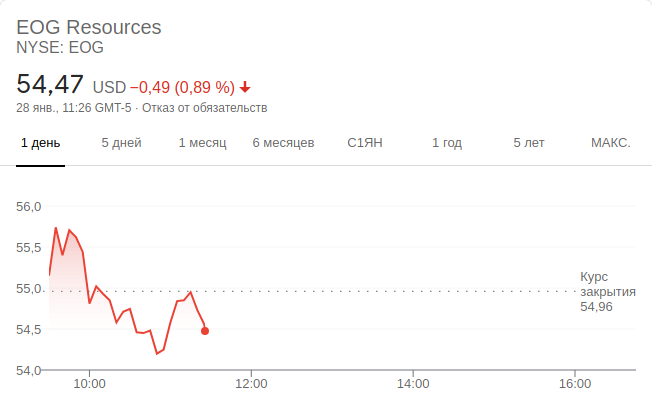 EOG Resources
NYSE: EOG
54,47 USD −0,49 (0,89 %)
28 янв., 11:26 GMT-5 · Отказ от обязательств
1 день 5 дней 1 месяц 6 месяцев С1ЯН 1 год 5 лет МАКС.
56,0
55,5
55,0
54,5
54,0
Курс
закрытия
54,96
10:00 12:00 14:00 16:00